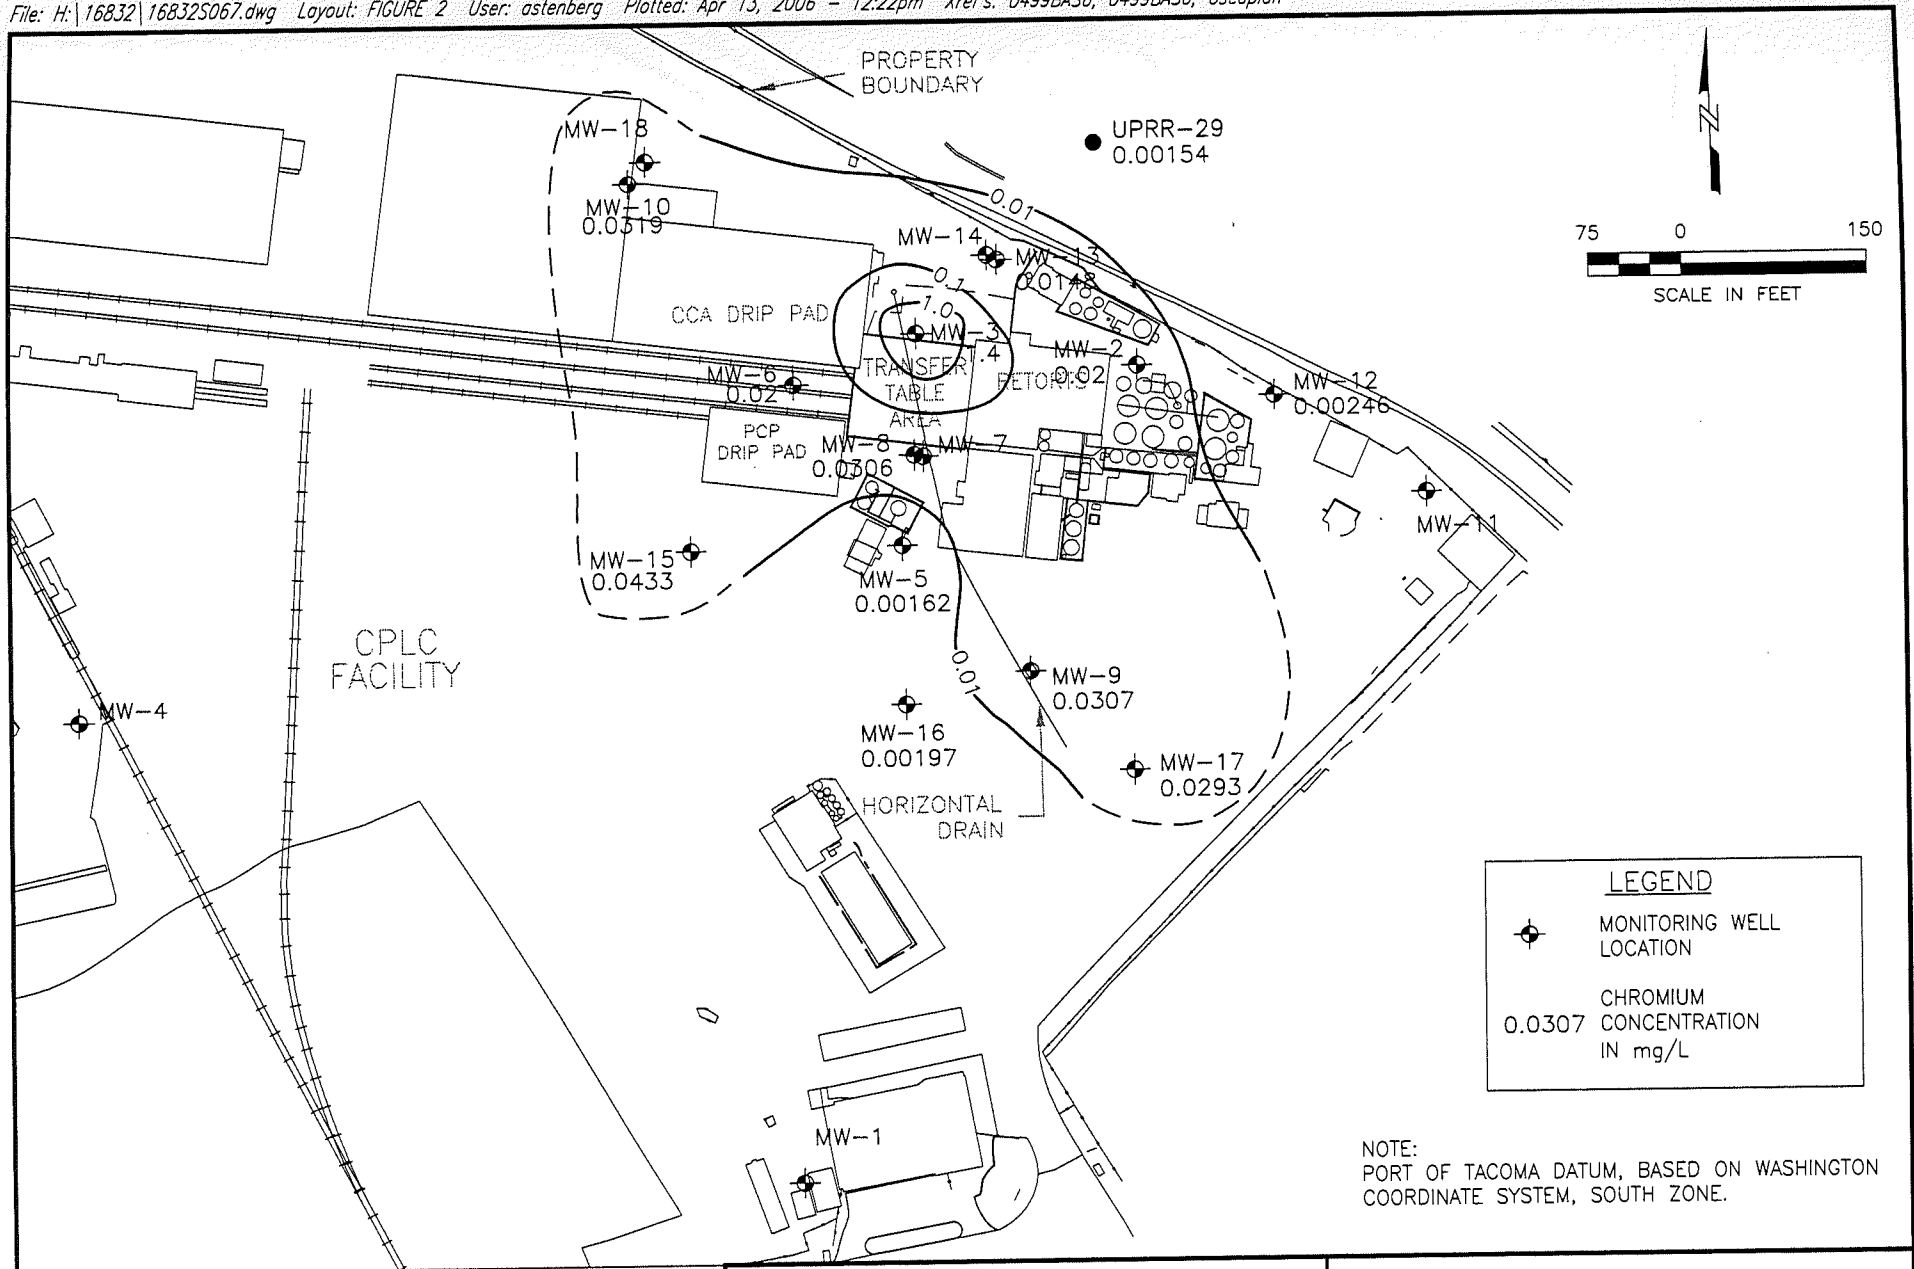 File: H:\16832\16832S067.dwg Layout: FIGURE 2 User: astenberg Plotted: Apr 13, 2006 - 12:22pm
PROPERTY
BOUNDARY
UPRR-29
0.00154
N
75 0 150
SCALE IN FEET
MW-18
MW-10
0.0319
0.01
MW-14
MW-13
0.0148
0.1
1.0
CCA DRIP PAD
MW-3
1.4
TRANSFER
TABLE
AREA
RETORTS
MW-2
0.02
MW-12
0.00246
MW-6
0.02
PCP
DRIP PAD
MW-8
0.0306
MW-7
MW-11
MW-15
0.0433
MW-5
0.00162
CPLC
FACILITY
0.01
MW-9
0.0307
MW-4
MW-16
0.00197
MW-17
0.0293
HORIZONTAL
DRAIN
LEGEND
MONITORING WELL
LOCATION
0.0307 CHROMIUM
CONCENTRATION
IN mg/L
MW-1
NOTE:
PORT OF TACOMA DATUM, BASED ON WASHINGTON
COORDINATE SYSTEM, SOUTH ZONE.